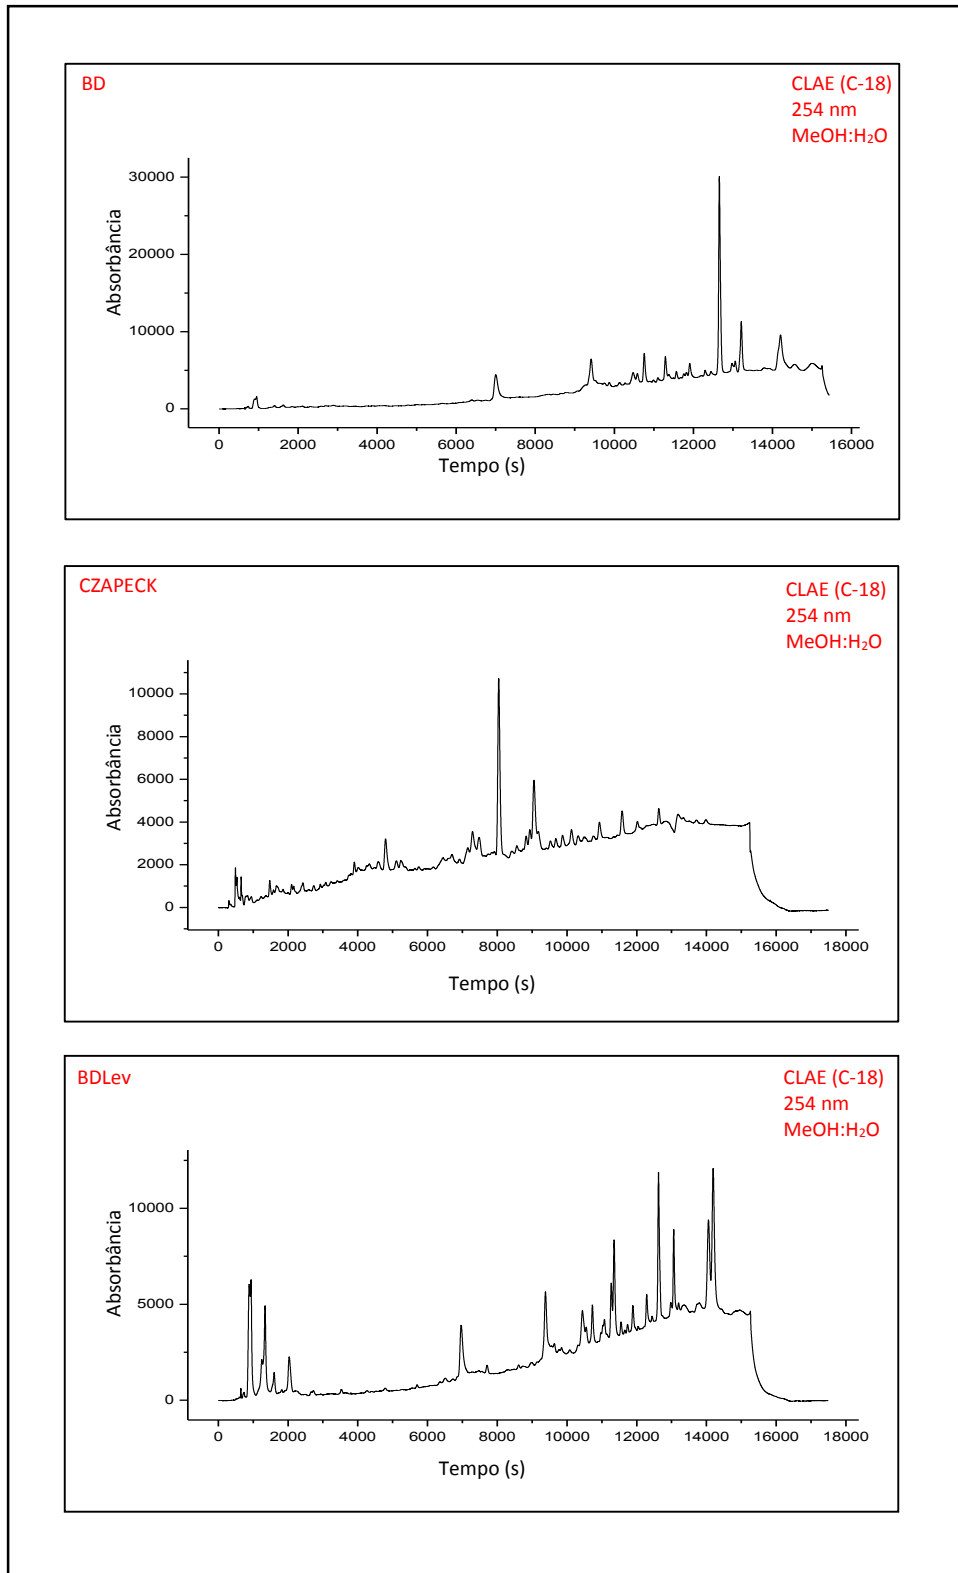 BD
CLAE (C-18)
254 nm
MeOH:H₂O
Absorbância
30000
20000
10000
0
0 2000 4000 6000 8000 10000 12000 14000 16000
Tempo (s)
CZAPECK
CLAE (C-18)
254 nm
MeOH:H₂O
Absorbância
10000
8000
6000
4000
2000
0
0 2000 4000 6000 8000 10000 12000 14000 16000 18000
Tempo (s)
BDLev
CLAE (C-18)
254 nm
MeOH:H₂O
Absorbância
10000
5000
0
0 2000 4000 6000 8000 10000 12000 14000 16000 18000
Tempo (s)